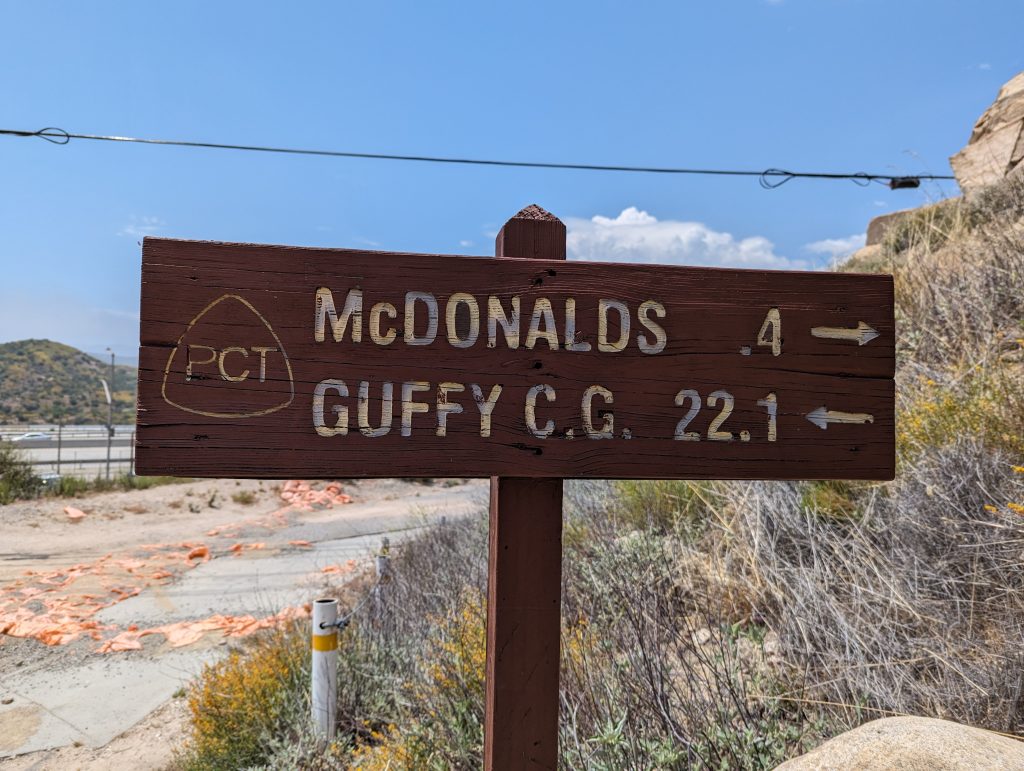 PCT
McDONALDS .4 →
GUFFY C.G. 22.1 ←